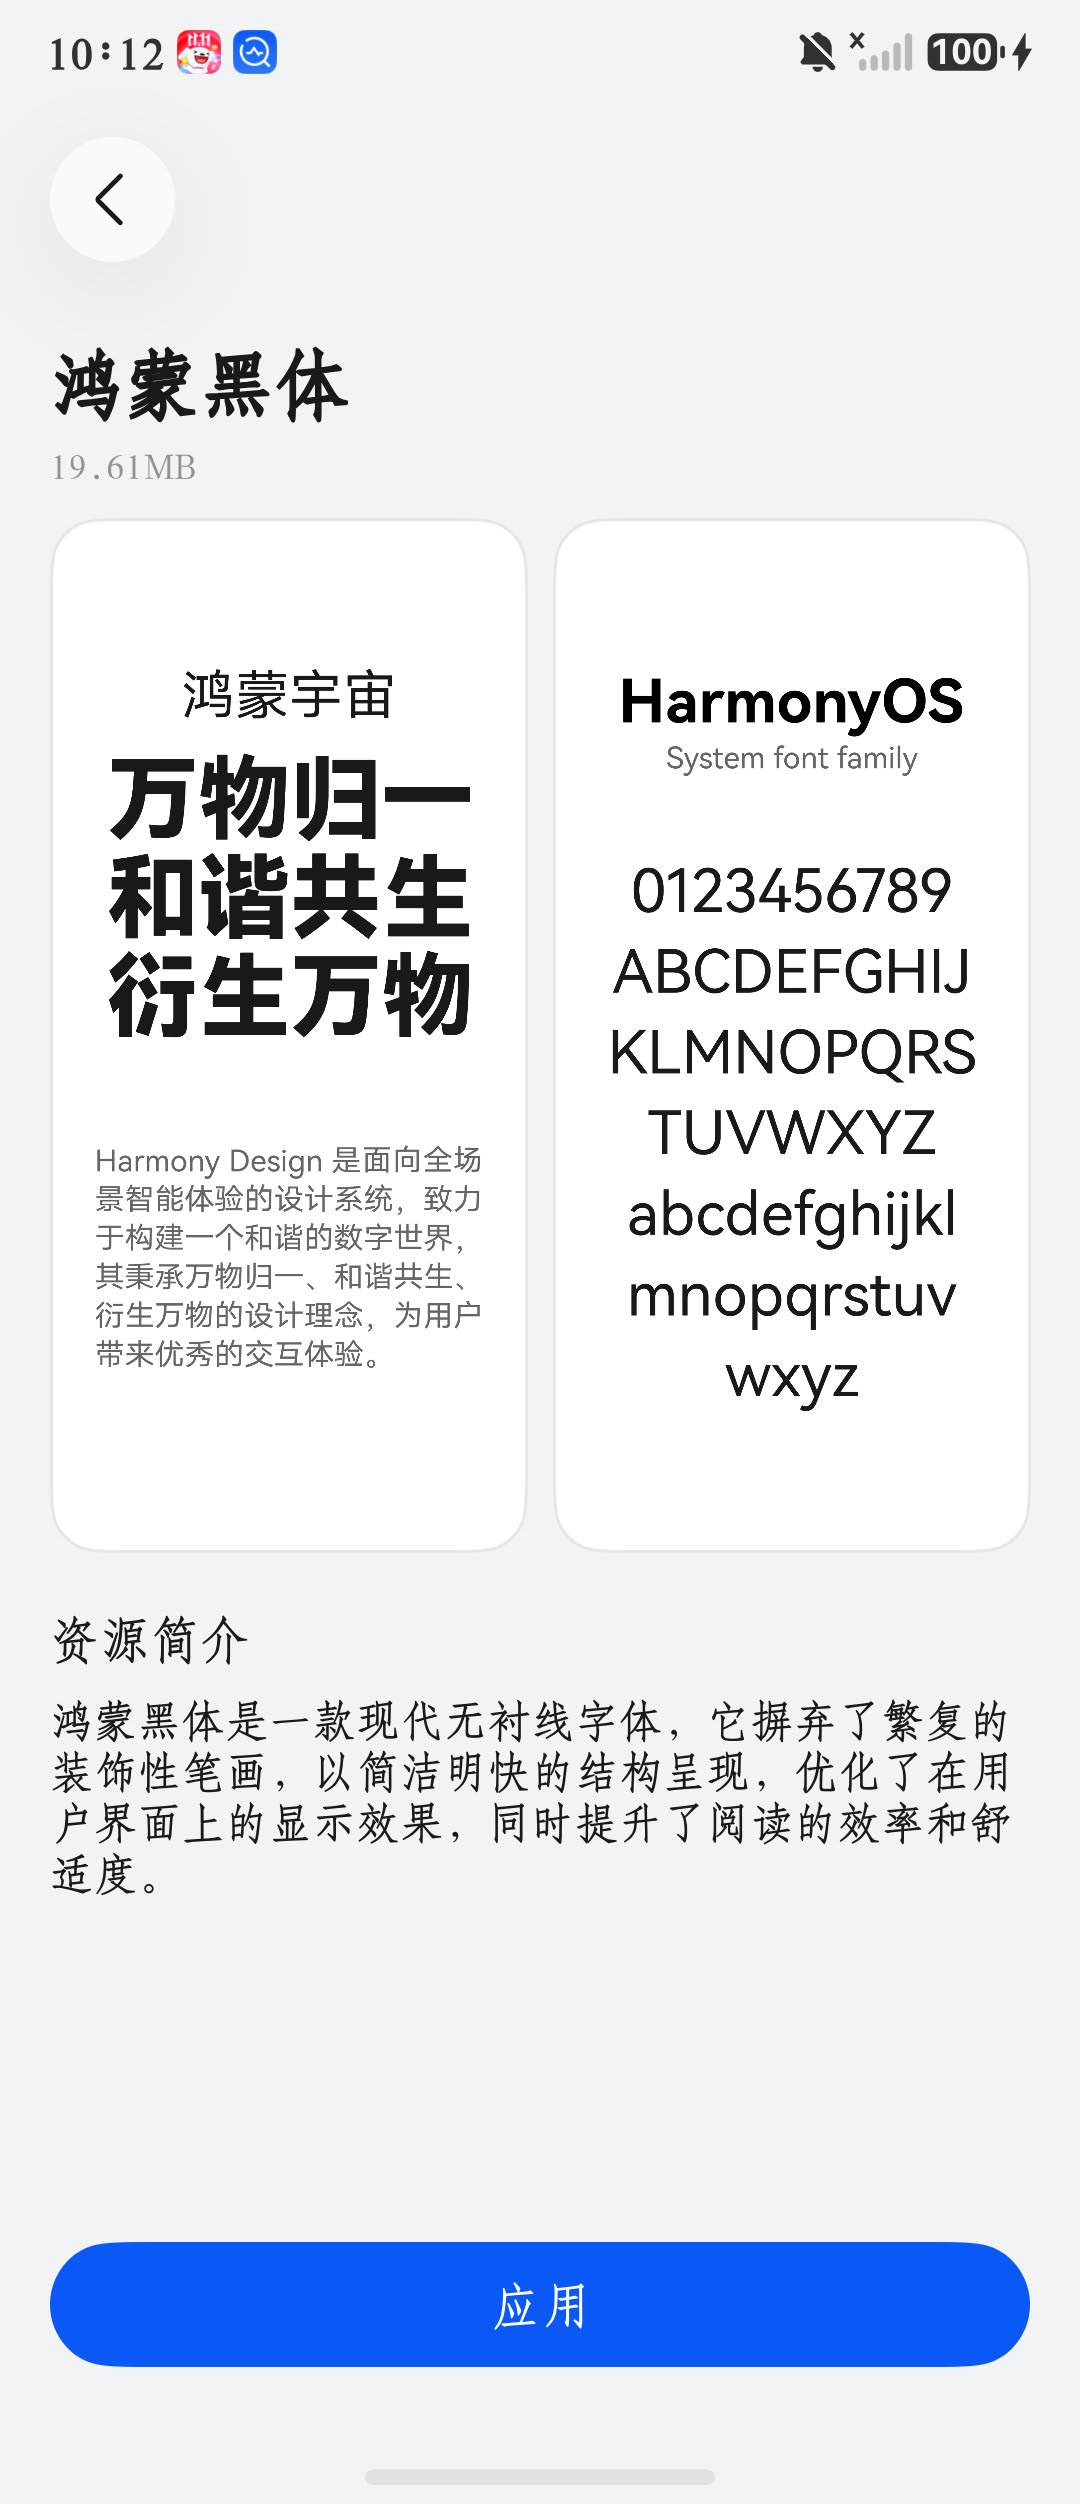 10:12
11.11
100
鸿蒙黑体
19.61MB
鸿蒙宇宙
万物归一
和谐共生
衍生万物
Harmony Design 是面向全场
景智能体验的设计系统，致力
于构建一个和谐的数字世界，
其秉承万物归一、和谐共生、
衍生万物的设计理念，为用户
带来优秀的交互体验。
HarmonyOS
System font family
0123456789
ABCDEFGHIJ
KLMNOPQRS
TUVWXYZ
abcdefghijkl
mnopqrstuv
wxyz
资源简介
鸿蒙黑体是一款现代无衬线字体，它摒弃了繁复的
装饰性笔画，以简洁明快的结构呈现，优化了在用
户界面上的显示效果，同时提升了阅读的效率和舒
适度。
应用